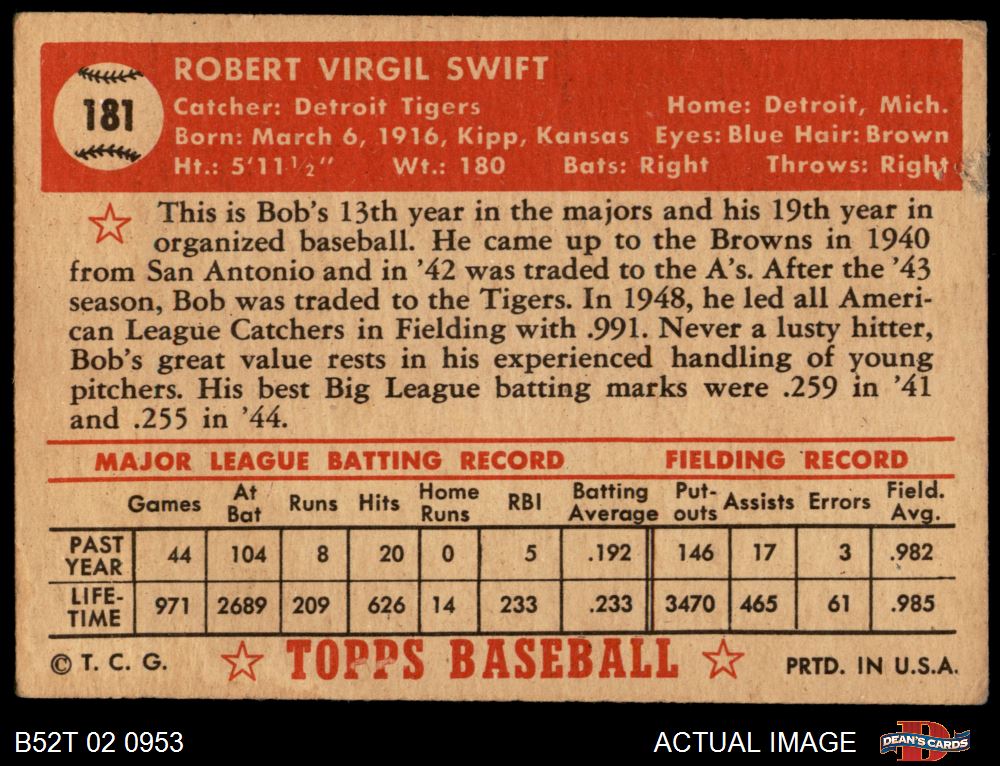 181
ROBERT VIRGIL SWIFT
Catcher: Detroit Tigers Home: Detroit, Mich.
Born: March 6, 1916, Kipp, Kansas Eyes: Blue Hair: Brown
Ht.: 5'11½" Wt.: 180 Bats: Right Throws: Right
This is Bob's 13th year in the majors and his 19th year in
organized baseball. He came up to the Browns in 1940
from San Antonio and in '42 was traded to the A's. After the '43
season, Bob was traded to the Tigers. In 1948, he led all Ameri-
can League Catchers in Fielding with .991. Never a lusty hitter,
Bob's great value rests in his experienced handling of young
pitchers. His best Big League batting marks were .259 in '41
and .255 in '44.
MAJOR LEAGUE BATTING RECORD FIELDING RECORD
Games At Bat Runs Hits Home Runs RBI Batting Average Put-outs Assists Errors Field. Avg.
PAST YEAR 44 104 8 20 0 5 .192 146 17 3 .982
LIFE-TIME 971 2689 209 626 14 233 .233 3470 465 61 .985
© T. C. G. TOPPS BASEBALL PRTD. IN U.S.A.
B52T 02 0953 ACTUAL IMAGE D DEAN'S CARDS